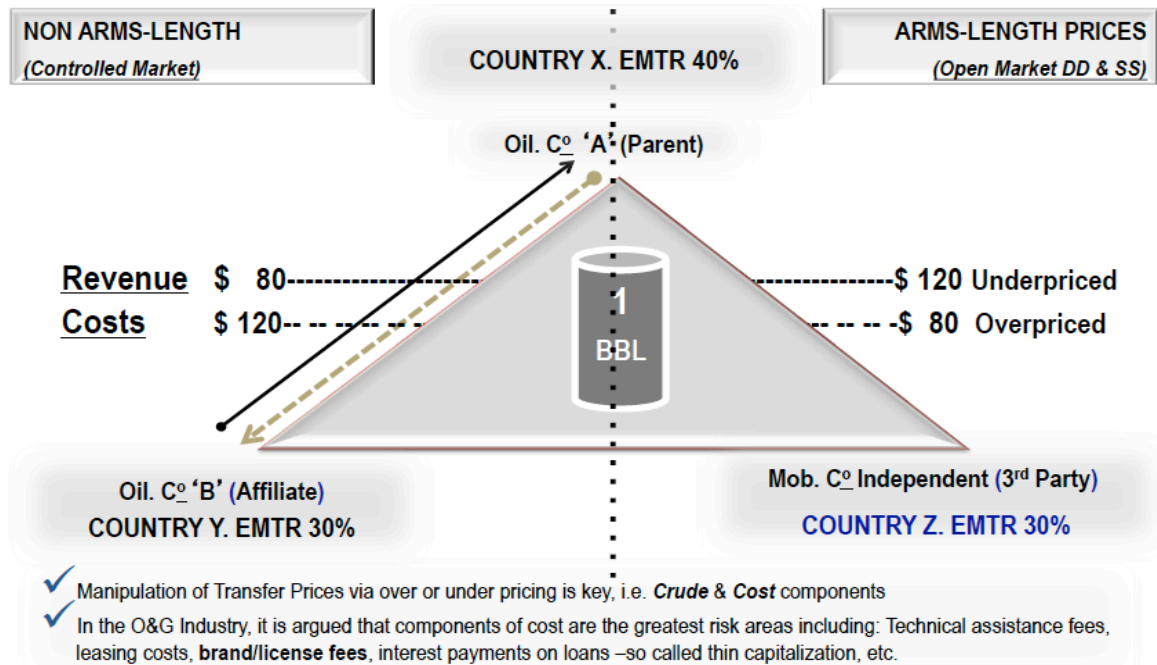 NON ARMS-LENGTH
(Controlled Market)
COUNTRY X. EMTR 40%
ARMS-LENGTH PRICES
(Open Market DD & SS)
Oil. Cº ‘A’ (Parent)
Revenue $ 80
$ 120 Underpriced
Costs $ 120
$ 80 Overpriced
1
BBL
Oil. Cº ‘B’ (Affiliate)
COUNTRY Y. EMTR 30%
Mob. Cº Independent (3rd Party)
COUNTRY Z. EMTR 30%
Manipulation of Transfer Prices via over or under pricing is key, i.e. Crude & Cost components
In the O&G Industry, it is argued that components of cost are the greatest risk areas including: Technical assistance fees,
leasing costs, brand/license fees, interest payments on loans –so called thin capitalization, etc.